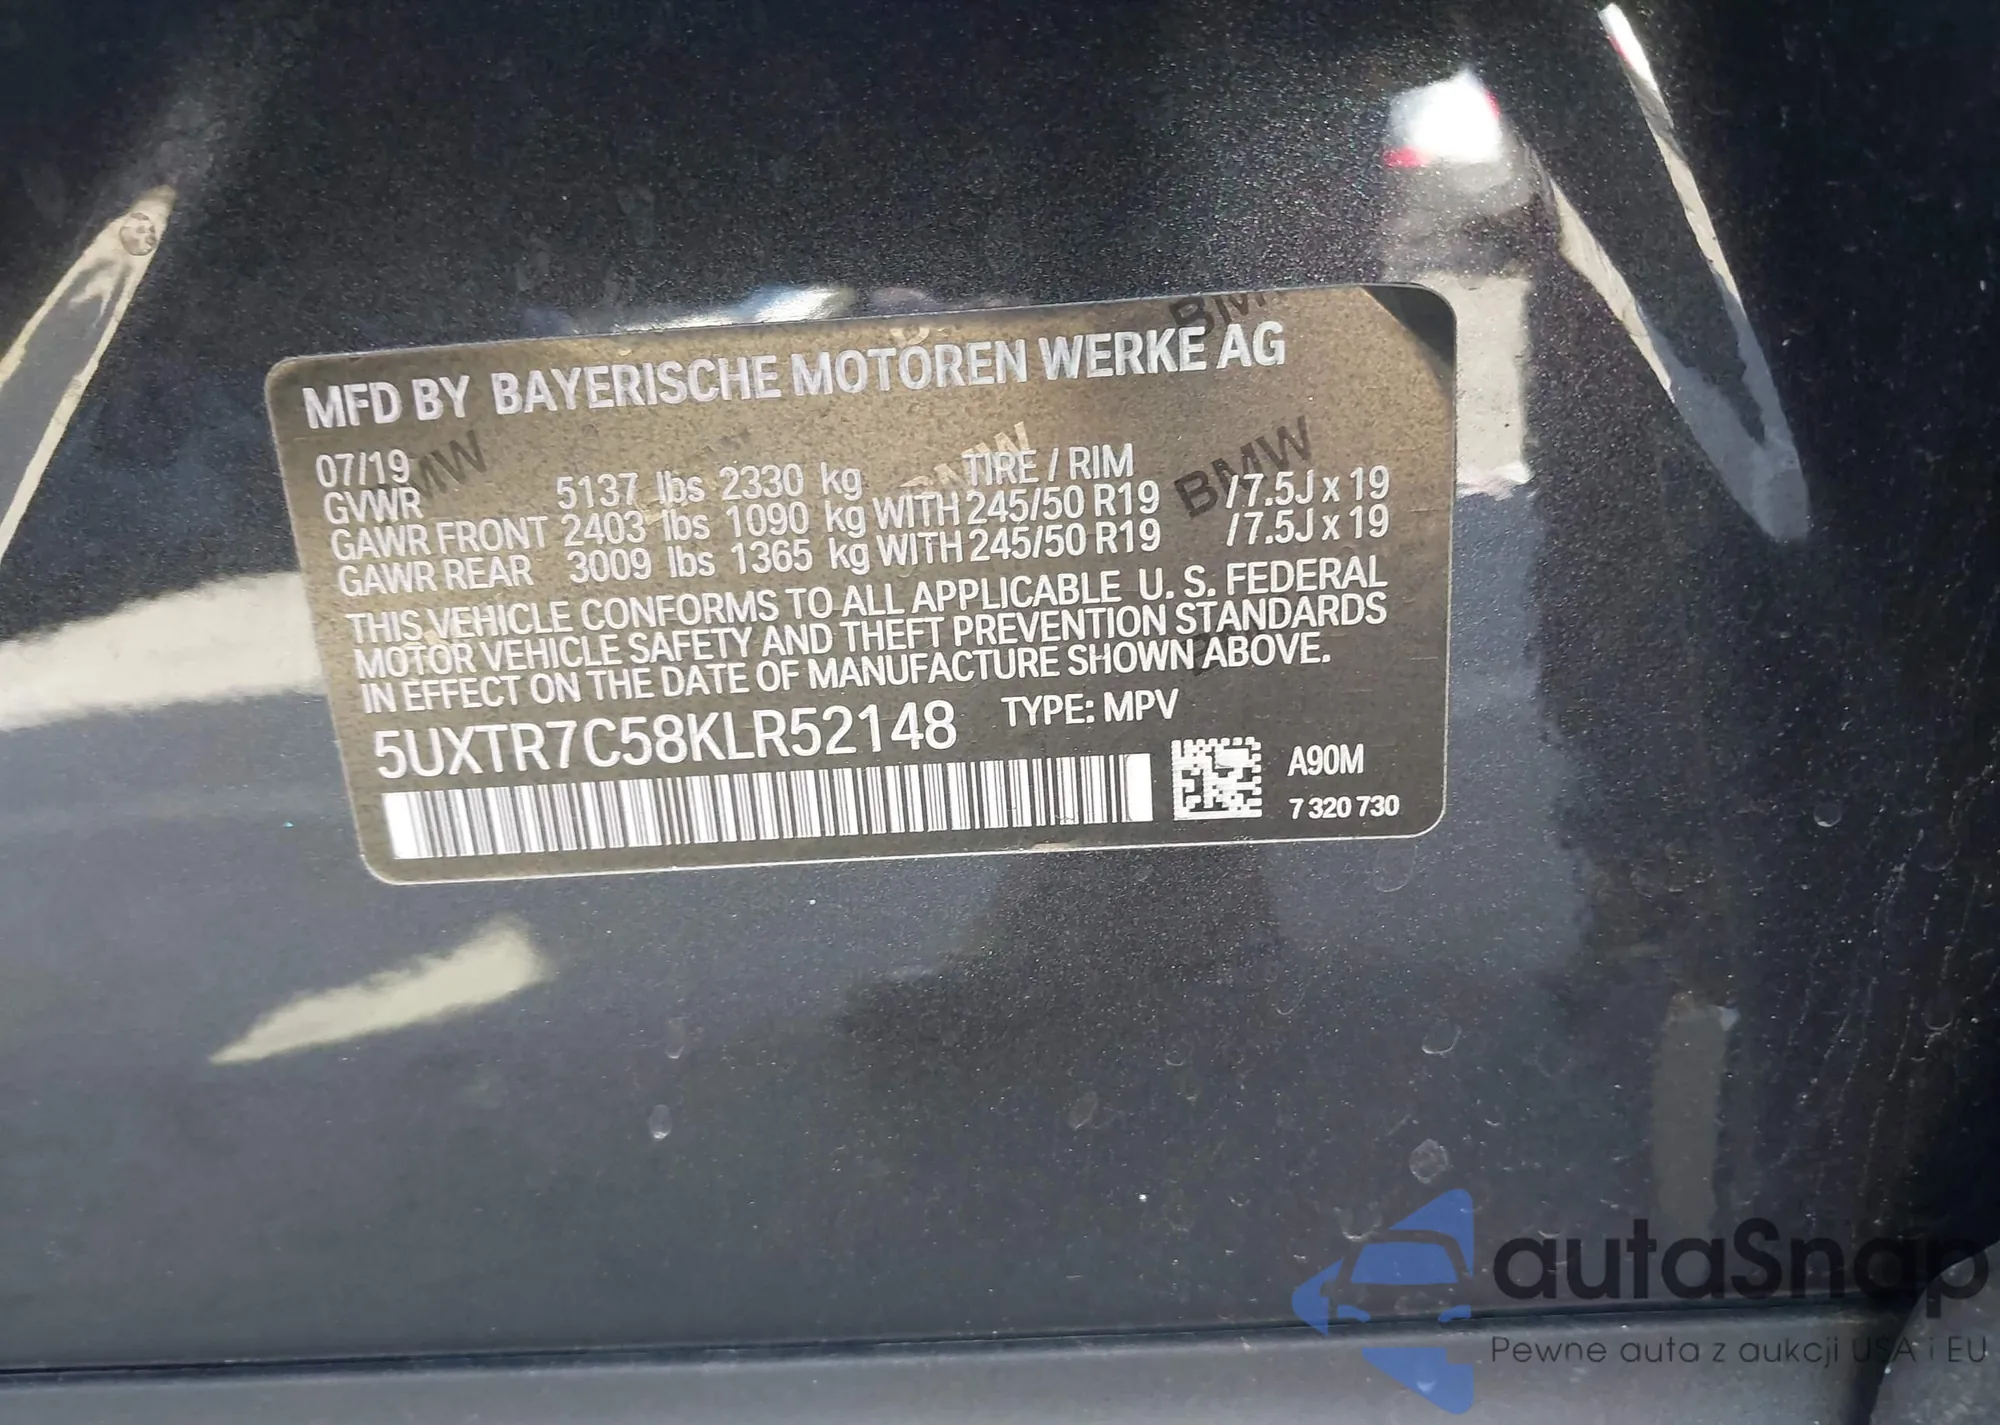 MFD BY BAYERISCHE MOTOREN WERKE AG
07/19
GVWR 5137 lbs 2330 kg TIRE / RIM
GAWR FRONT 2403 lbs 1090 kg WITH 245/50 R19 /7.5J x 19
GAWR REAR 3009 lbs 1365 kg WITH 245/50 R19 /7.5J x 19
THIS VEHICLE CONFORMS TO ALL APPLICABLE U. S. FEDERAL
MOTOR VEHICLE SAFETY AND THEFT PREVENTION STANDARDS
IN EFFECT ON THE DATE OF MANUFACTURE SHOWN ABOVE.
5UXTR7C58KLR52148 TYPE: MPV
A90M
7 320 730
BMW
BMW
BMW
autaSnap
Pewne auta z aukcji USA i EU